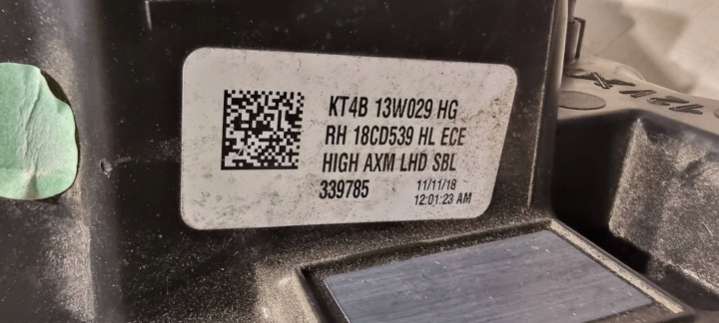 KT4B 13W029 HG
RH 18CD539 HL ECE
HIGH AXM LHD SBL
339785 11/11/18
12:01:23 AM